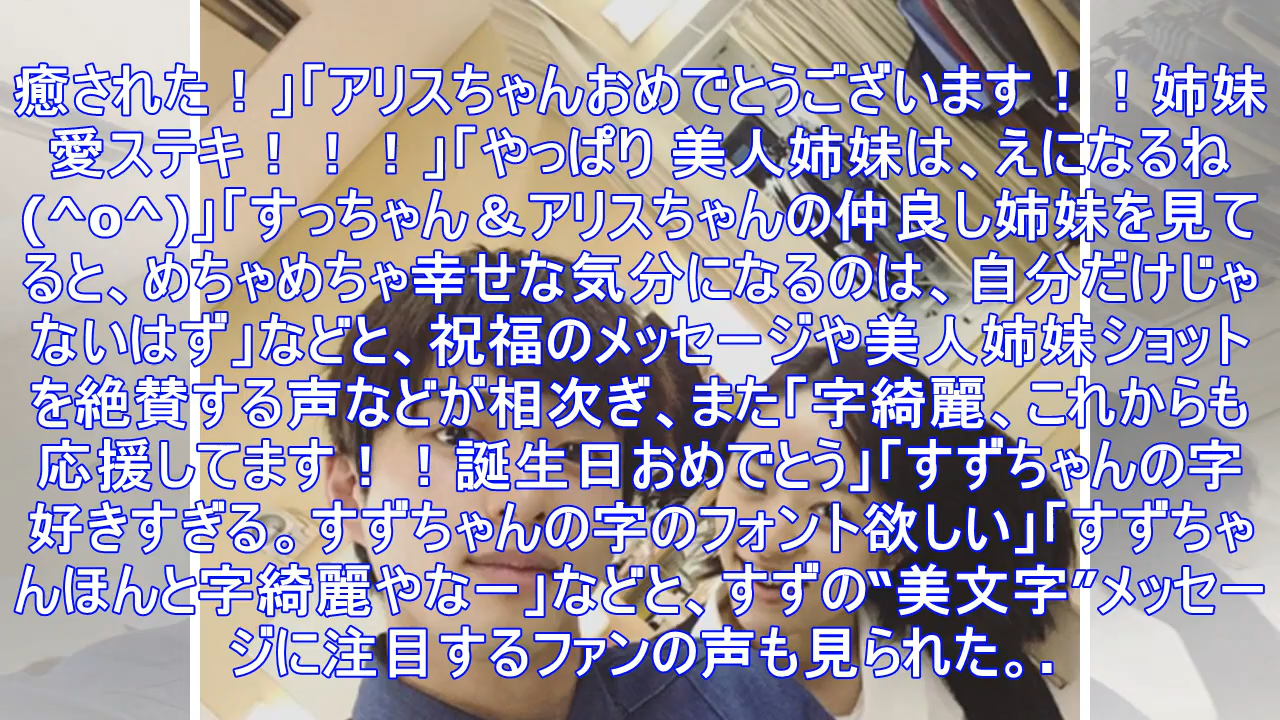 癒された！」「アリスちゃんおめでとうございます！！姉妹
愛ステキ！！！」「やっぱり 美人姉妹は、えになるね
(^o^)」「すっちゃん＆アリスちゃんの仲良し姉妹を見て
ると、めちゃめちゃ幸せな気分になるのは、自分だけじゃ
ないはず」などと、祝福のメッセージや美人姉妹ショット
を絶賛する声などが相次ぎ、また「字綺麗、これからも
応援してます！！誕生日おめでとう」「すずちゃんの字
好きすぎる。すずちゃんの字のフォント欲しい」「すずちゃ
んほんと字綺麗やなー」などと、すずの“美文字”メッセー
ジに注目するファンの声も見られた。.